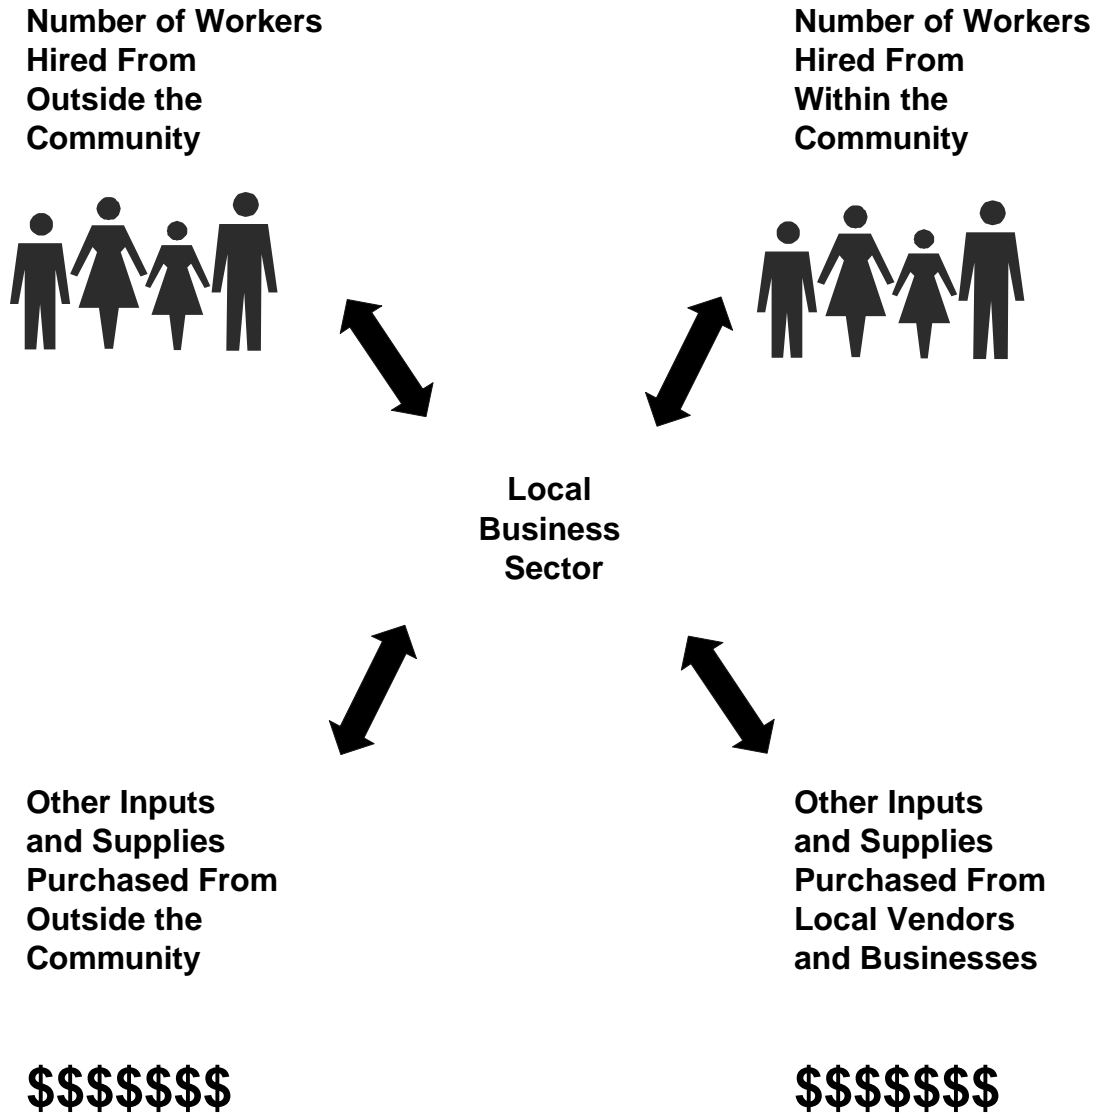 Number of Workers
Hired From
Outside the
Community
Number of Workers
Hired From
Within the
Community
Local
Business
Sector
Other Inputs
and Supplies
Purchased From
Outside the
Community
Other Inputs
and Supplies
Purchased From
Local Vendors
and Businesses
$$$$$$$
$$$$$$$